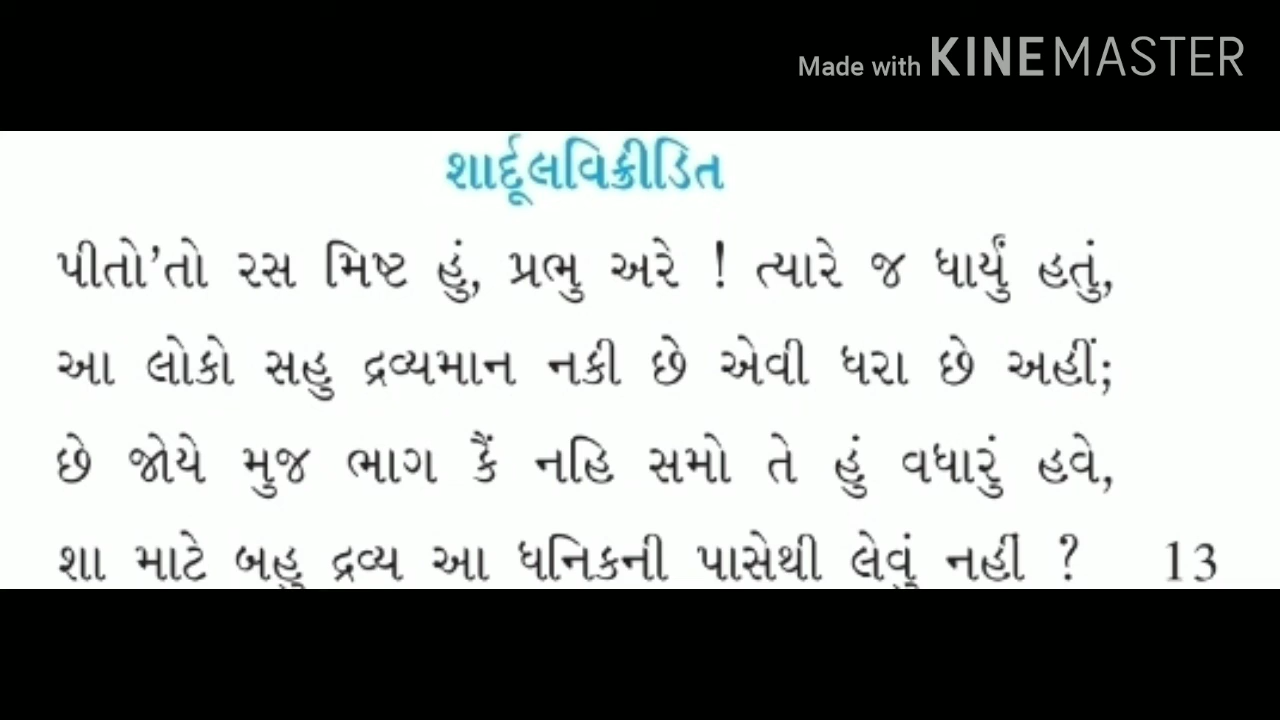 Made with KINEMASTER
શાર્દૂલવિક્રીડિત
પીતો’તો રસ મિષ્ટ હું, પ્રભુ અરે ! ત્યારે જ ધાર્યું હતું,
આ લોકો સહુ દ્રવ્યમાન નકી છે એવી ધરા છે અહીં;
છે જોયે મુજ ભાગ કૈં નહિ સમો તે હું વધારું હવે,
શા માટે બહુ દ્રવ્ય આ ધનિકની પાસેથી લેવું નહીં ? 13